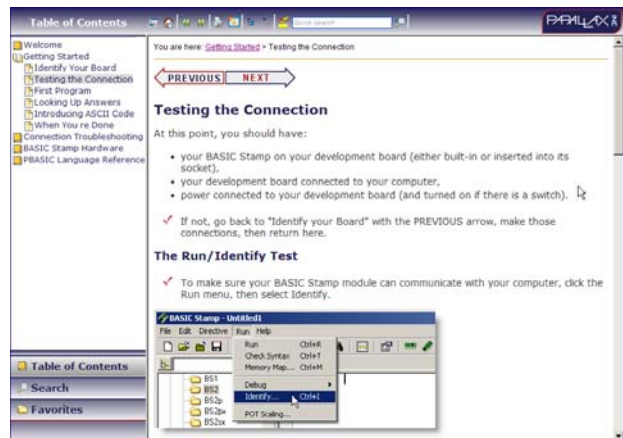 Table of Contents
Quick search
PARALLAX
Welcome
Getting Started
Identify Your Board
Testing the Connection
First Program
Looking Up Answers
Introducing ASCII Code
When You re Done
Connection Troubleshooting
BASIC Stamp Hardware
PBASIC Language Reference
Table of Contents
Search
Favorites
You are here: Getting Started > Testing the Connection
PREVIOUS NEXT
Testing the Connection
At this point, you should have:
• your BASIC Stamp on your development board (either built-in or inserted into its
socket),
• your development board connected to your computer,
• power connected to your development board (and turned on if there is a switch).
If not, go back to "Identify your Board" with the PREVIOUS arrow, make those
connections, then return here.
The Run/Identify Test
To make sure your BASIC Stamp module can communicate with your computer, click the
Run menu, then select Identify.
BASIC Stamp - Untitled1
File Edit Directive Run Help
Run Ctrl+R
Check Syntax Ctrl+T
Memory Map... Ctrl+M
Debug
Identify... Ctrl+I
POT Scaling...
BS1
BS2
BS2p
BS2pe
BS2sx